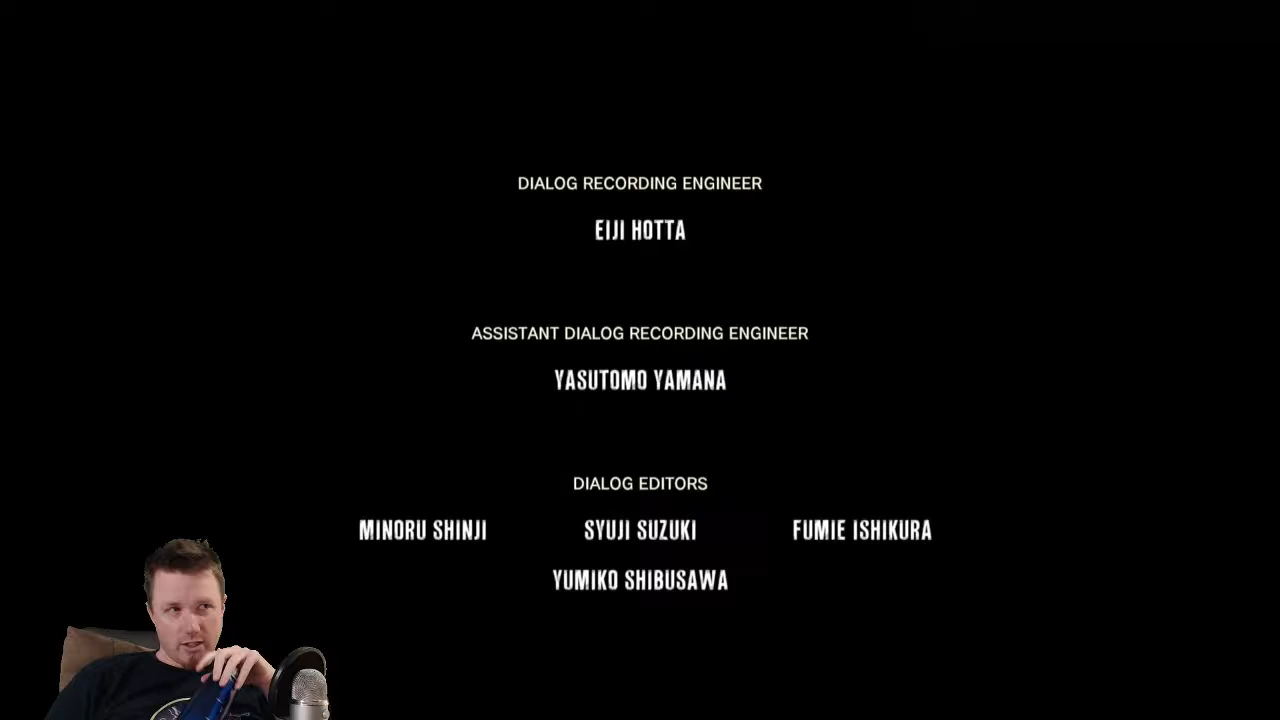 DIALOG RECORDING ENGINEER
EIJI HOTTA
ASSISTANT DIALOG RECORDING ENGINEER
YASUTOMO YAMANA
DIALOG EDITORS
MINORU SHINJI SYUJI SUZUKI FUMIE ISHIKURA
YUMIKO SHIBUSAWA